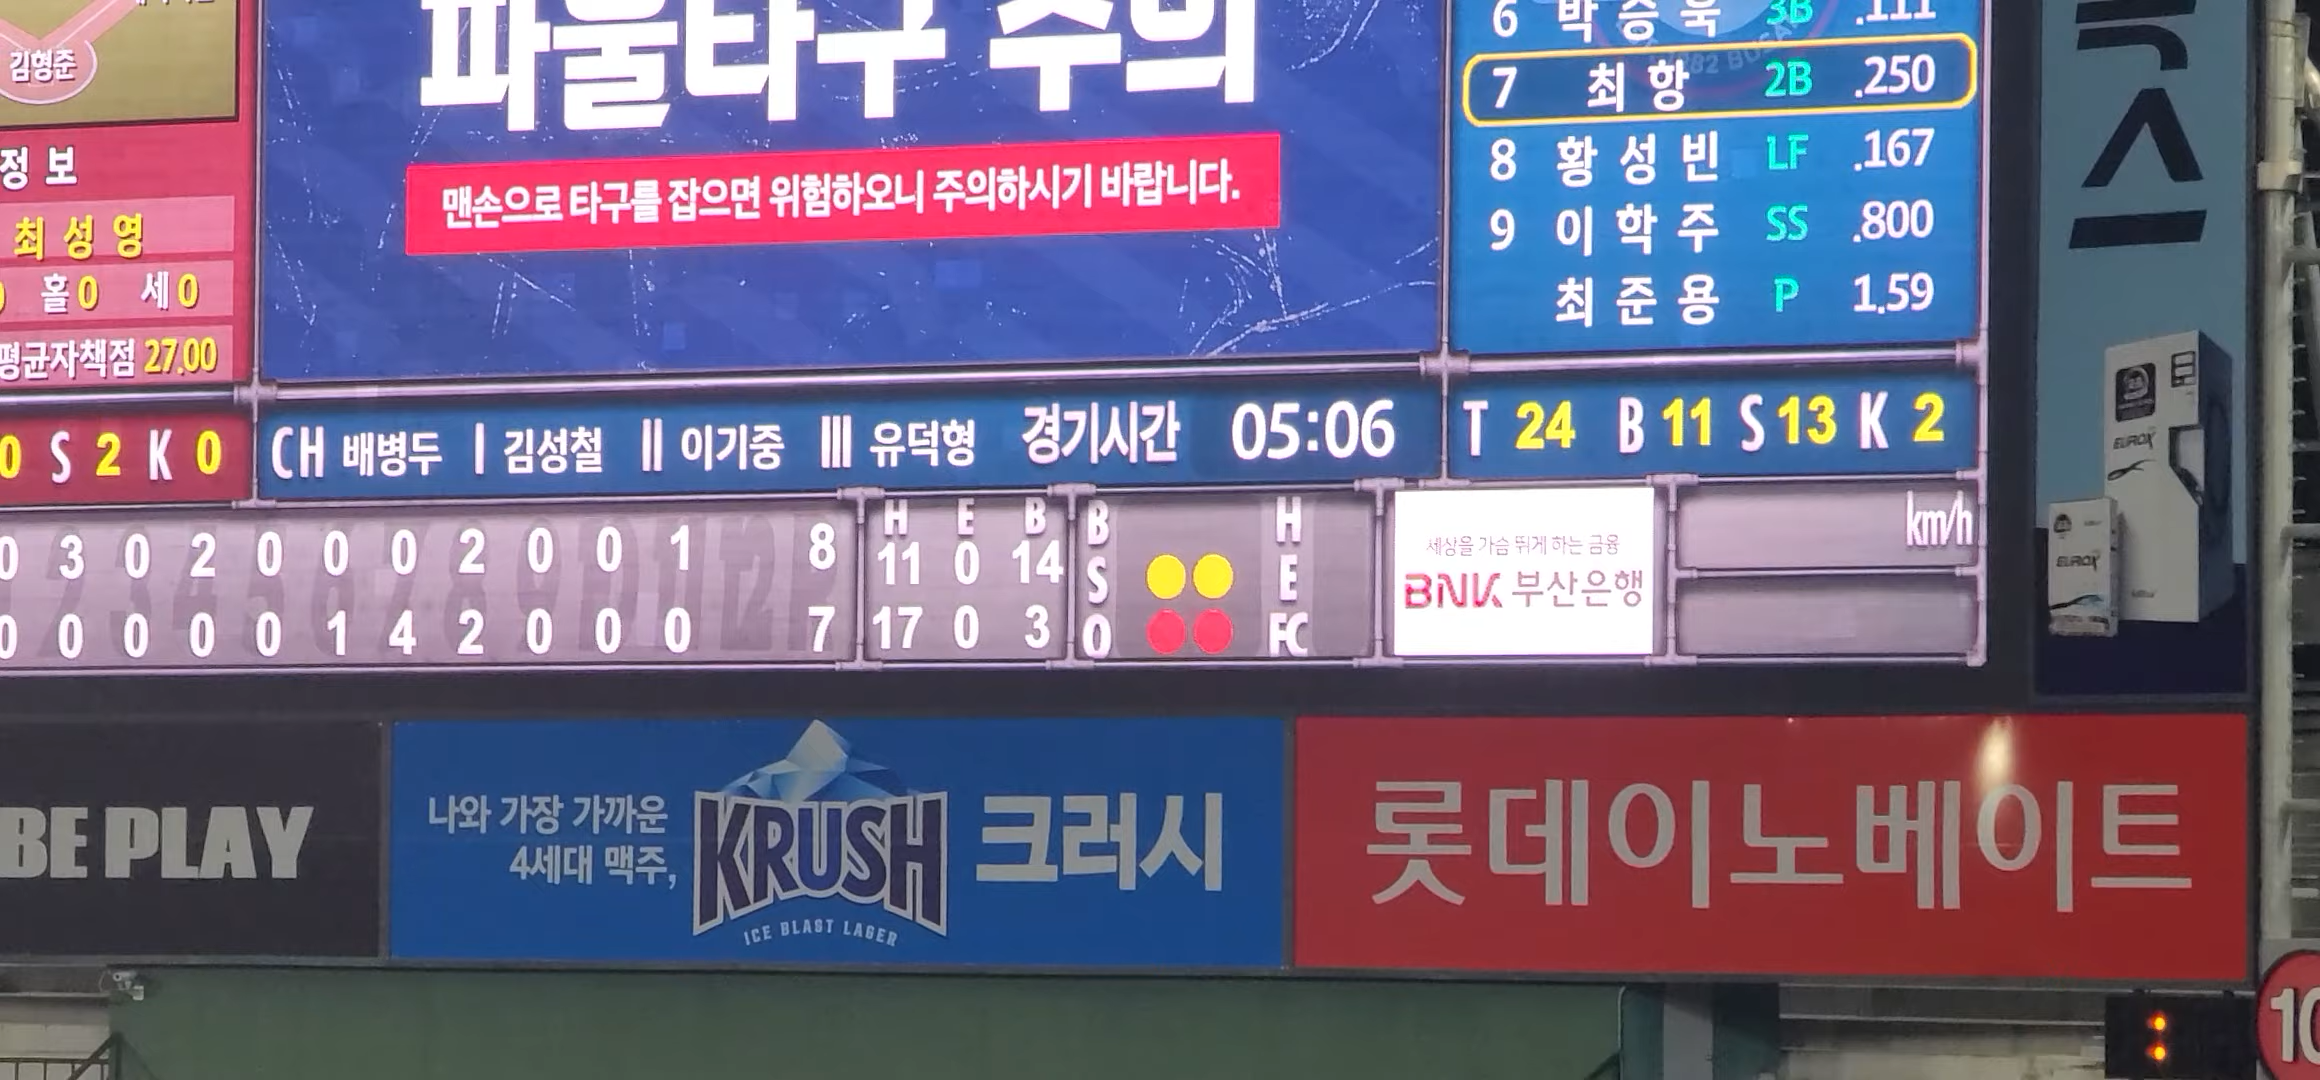 김형준
정보
최성영
홀 0 세 0
평균자책점 27.00
0 S 2 K 0
파울타구 주의
맨손으로 타구를 잡으면 위험하오니 주의하시기 바랍니다.
6 박승욱 3B .111
7 최항 2B .250
8 황성빈 LF .167
9 이학주 SS .800
최준용 P 1.59
CH 배병두 I 김성철 II 이기중 III 유덕형 경기시간 05:06
T 24 B 11 S 13 K 2
H E B
0 3 0 2 0 0 0 2 0 0 1 8 11 0 14
0 0 0 0 0 1 4 2 0 0 0 7 17 0 3
B
S
O
H
E
FC
세상을 가슴 뛰게 하는 금융
BNK 부산은행
km/h
EUROX
EUROX
BE PLAY
나와 가장 가까운
4세대 맥주,
KRUSH
ICE BLAST LAGER
크러시
롯데이노베이트
10